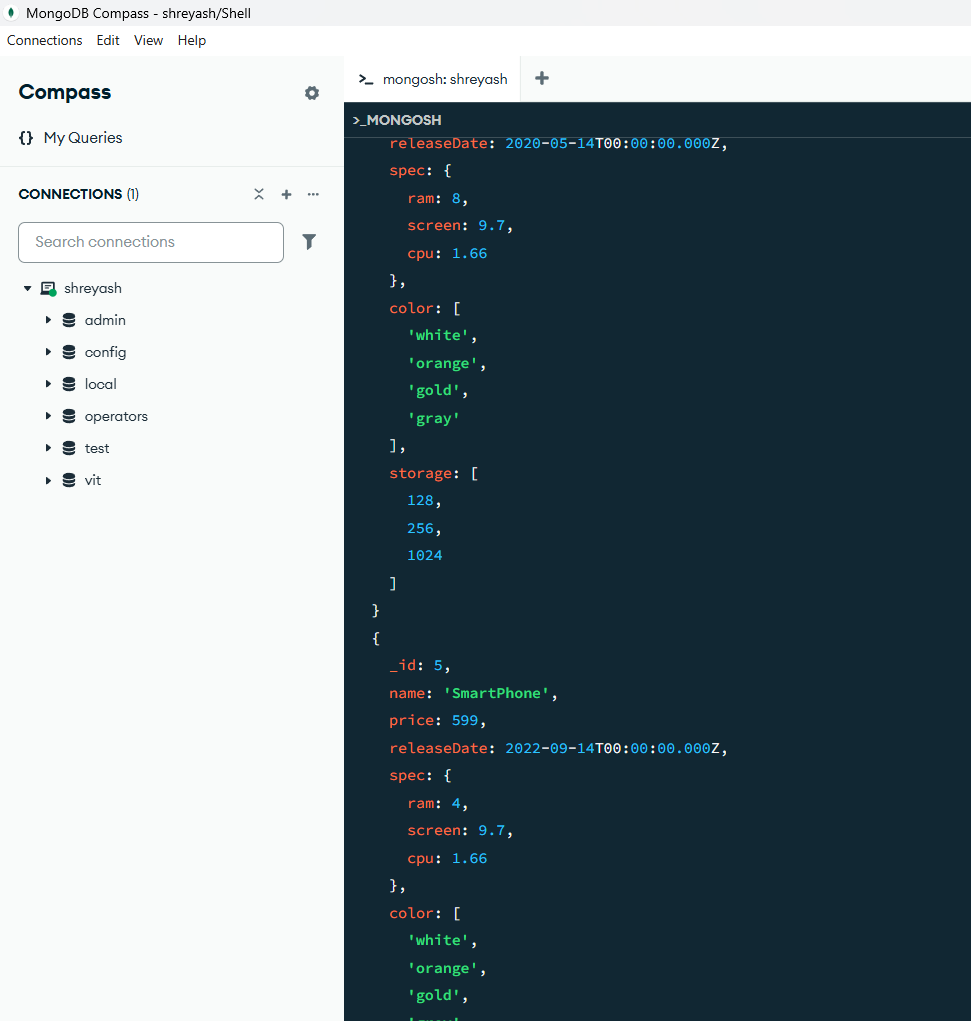 MongoDB Compass - shreyash/Shell
Connections Edit View Help
Compass
{} My Queries
CONNECTIONS (1)
Search connections
shreyash
admin
config
local
operators
test
vit
>_ mongosh: shreyash +
>_MONGOSH
releaseDate: 2020-05-14T00:00:00.000Z,
spec: {
ram: 8,
screen: 9.7,
cpu: 1.66
},
color: [
'white',
'orange',
'gold',
'gray'
],
storage: [
128,
256,
1024
]
}
{
_id: 5,
name: 'SmartPhone',
price: 599,
releaseDate: 2022-09-14T00:00:00.000Z,
spec: {
ram: 4,
screen: 9.7,
cpu: 1.66
},
color: [
'white',
'orange',
'gold',